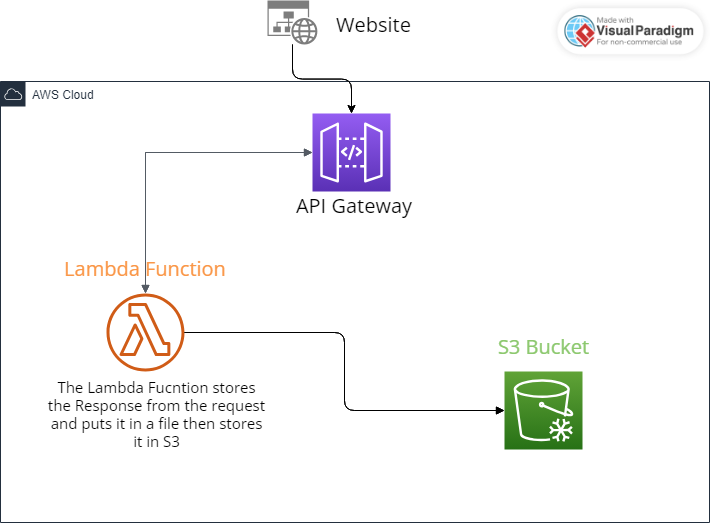 Website
Made with
Visual Paradigm
For non-commercial use
AWS Cloud
</>
API Gateway
Lambda Function
The Lambda Fucntion stores
the Response from the request
and puts it in a file then stores
it in S3
S3 Bucket